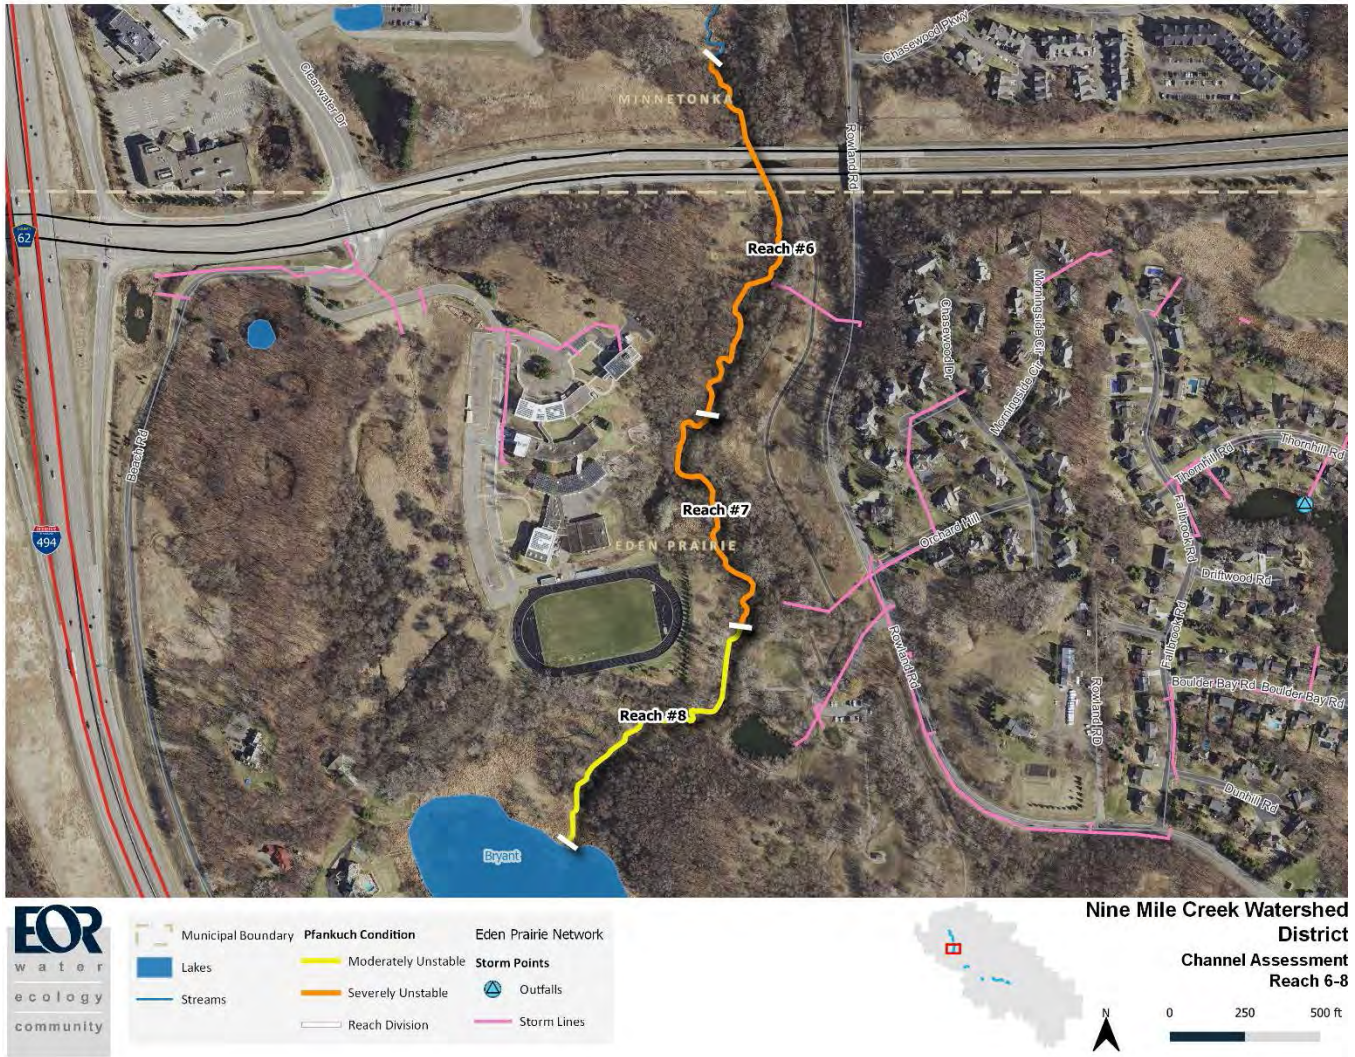 Chasewood Pkwy
Clearwater Dr
MINNETONKA
Rowland Rd
62
Reach #6
Morningside Cir
Chasewood Dr
Morningside Cir
Beach Rd
Thornhill Rd
Thornhill Rd
Reach #7
494
Orchard Hill
EDEN PRAIRIE
Fallbrook Rd
Driftwood Rd
Fallbrook Rd
Rowland Rd
Boulder Bay Rd
Boulder Bay Rd
Rowland RD
Reach #8
Dunhill Rd
Bryant
EOR
water
ecology
community
Municipal Boundary
Lakes
Streams
Pfankuch Condition
Moderately Unstable
Severely Unstable
Reach Division
Eden Prairie Network
Storm Points
Outfalls
Storm Lines
Nine Mile Creek Watershed
District
Channel Assessment
Reach 6-8
N
0 250 500 ft